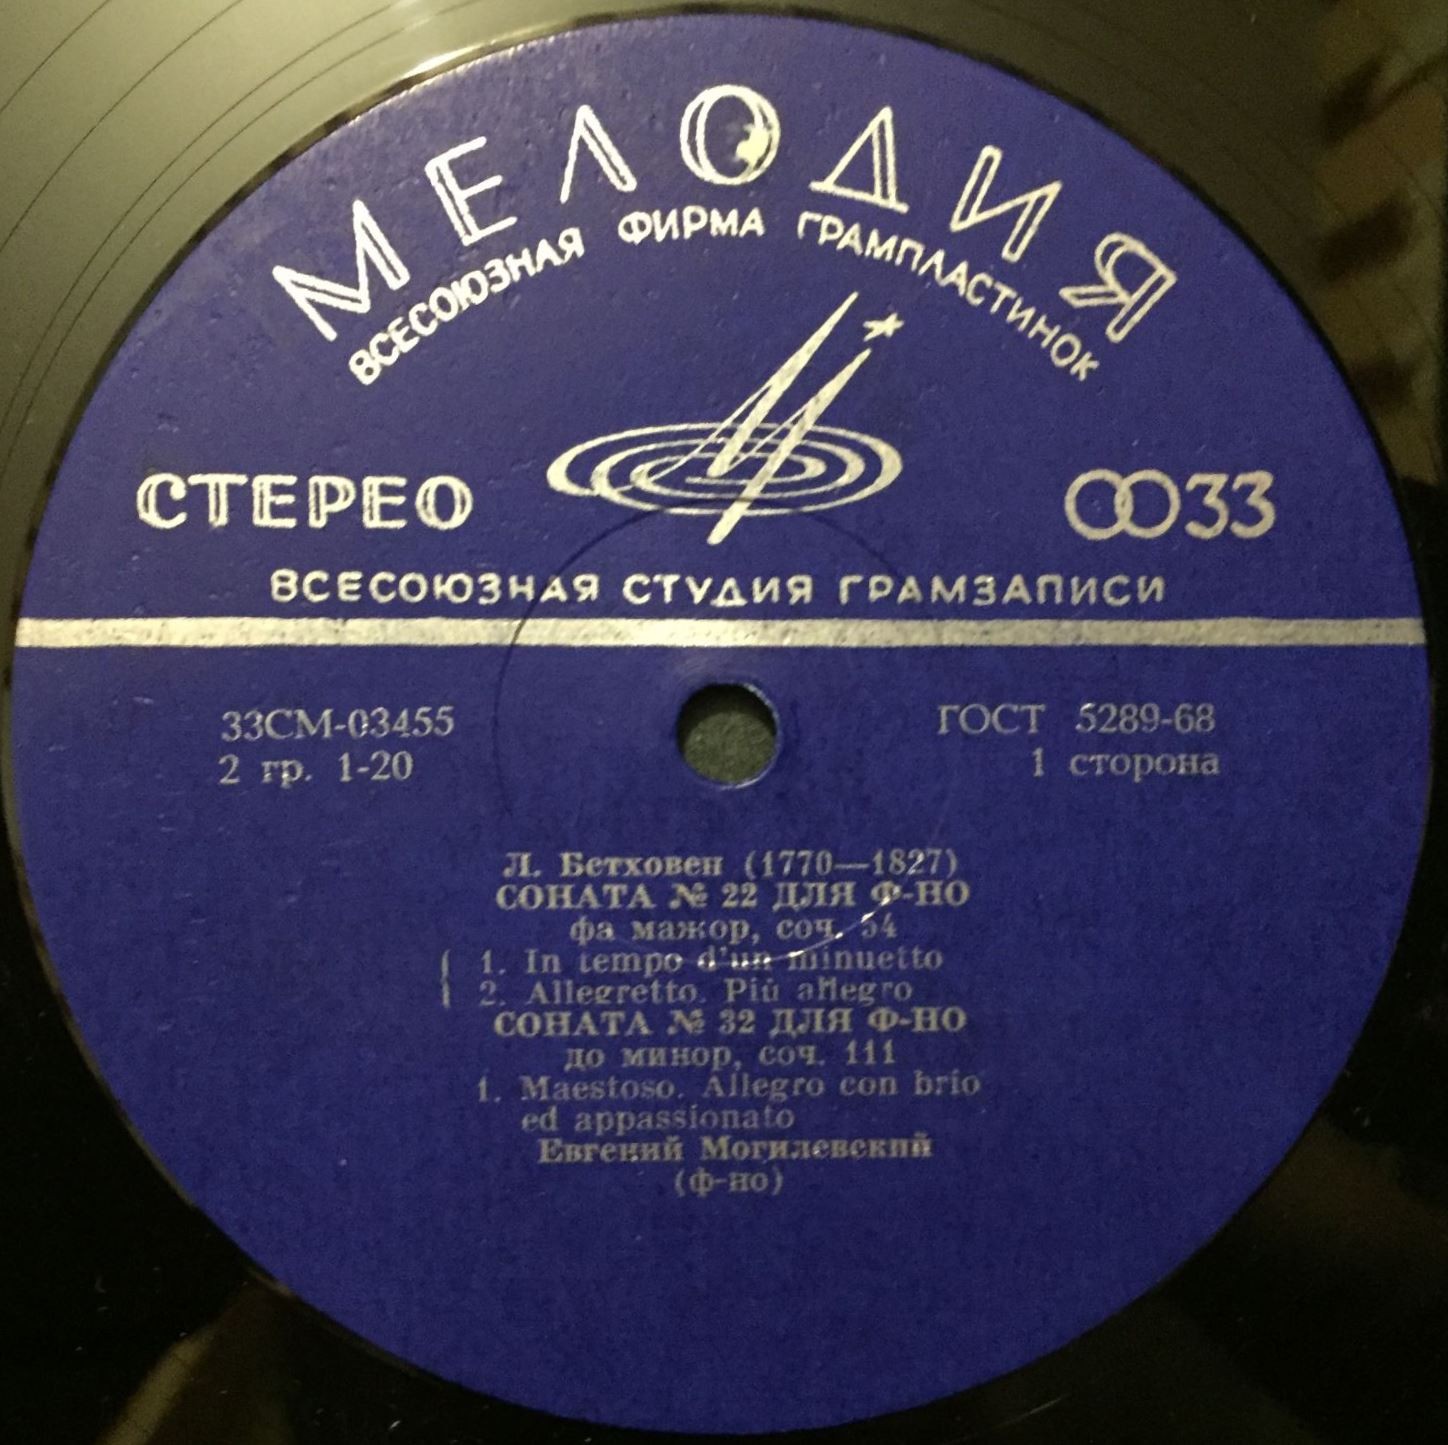 МЕЛОДИЯ
ВСЕСОЮЗНАЯ ФИРМА ГРАМПЛАСТИНОК
СТЕРЕО
33
ВСЕСОЮЗНАЯ СТУДИЯ ГРАМЗАПИСИ
33СМ-03455
ГОСТ 5289-68
2 гр. 1-20
1 сторона
Л. Бетховен (1770—1827)
СОНАТА № 22 ДЛЯ Ф-НО
фа мажор, соч. 54
1. In tempo d'un minuetto
2. Allegretto. Più allegro
СОНАТА № 32 ДЛЯ Ф-НО
до минор, соч. 111
1. Maestoso. Allegro con brio
ed appassionato
Евгений Могилевский
(ф-но)